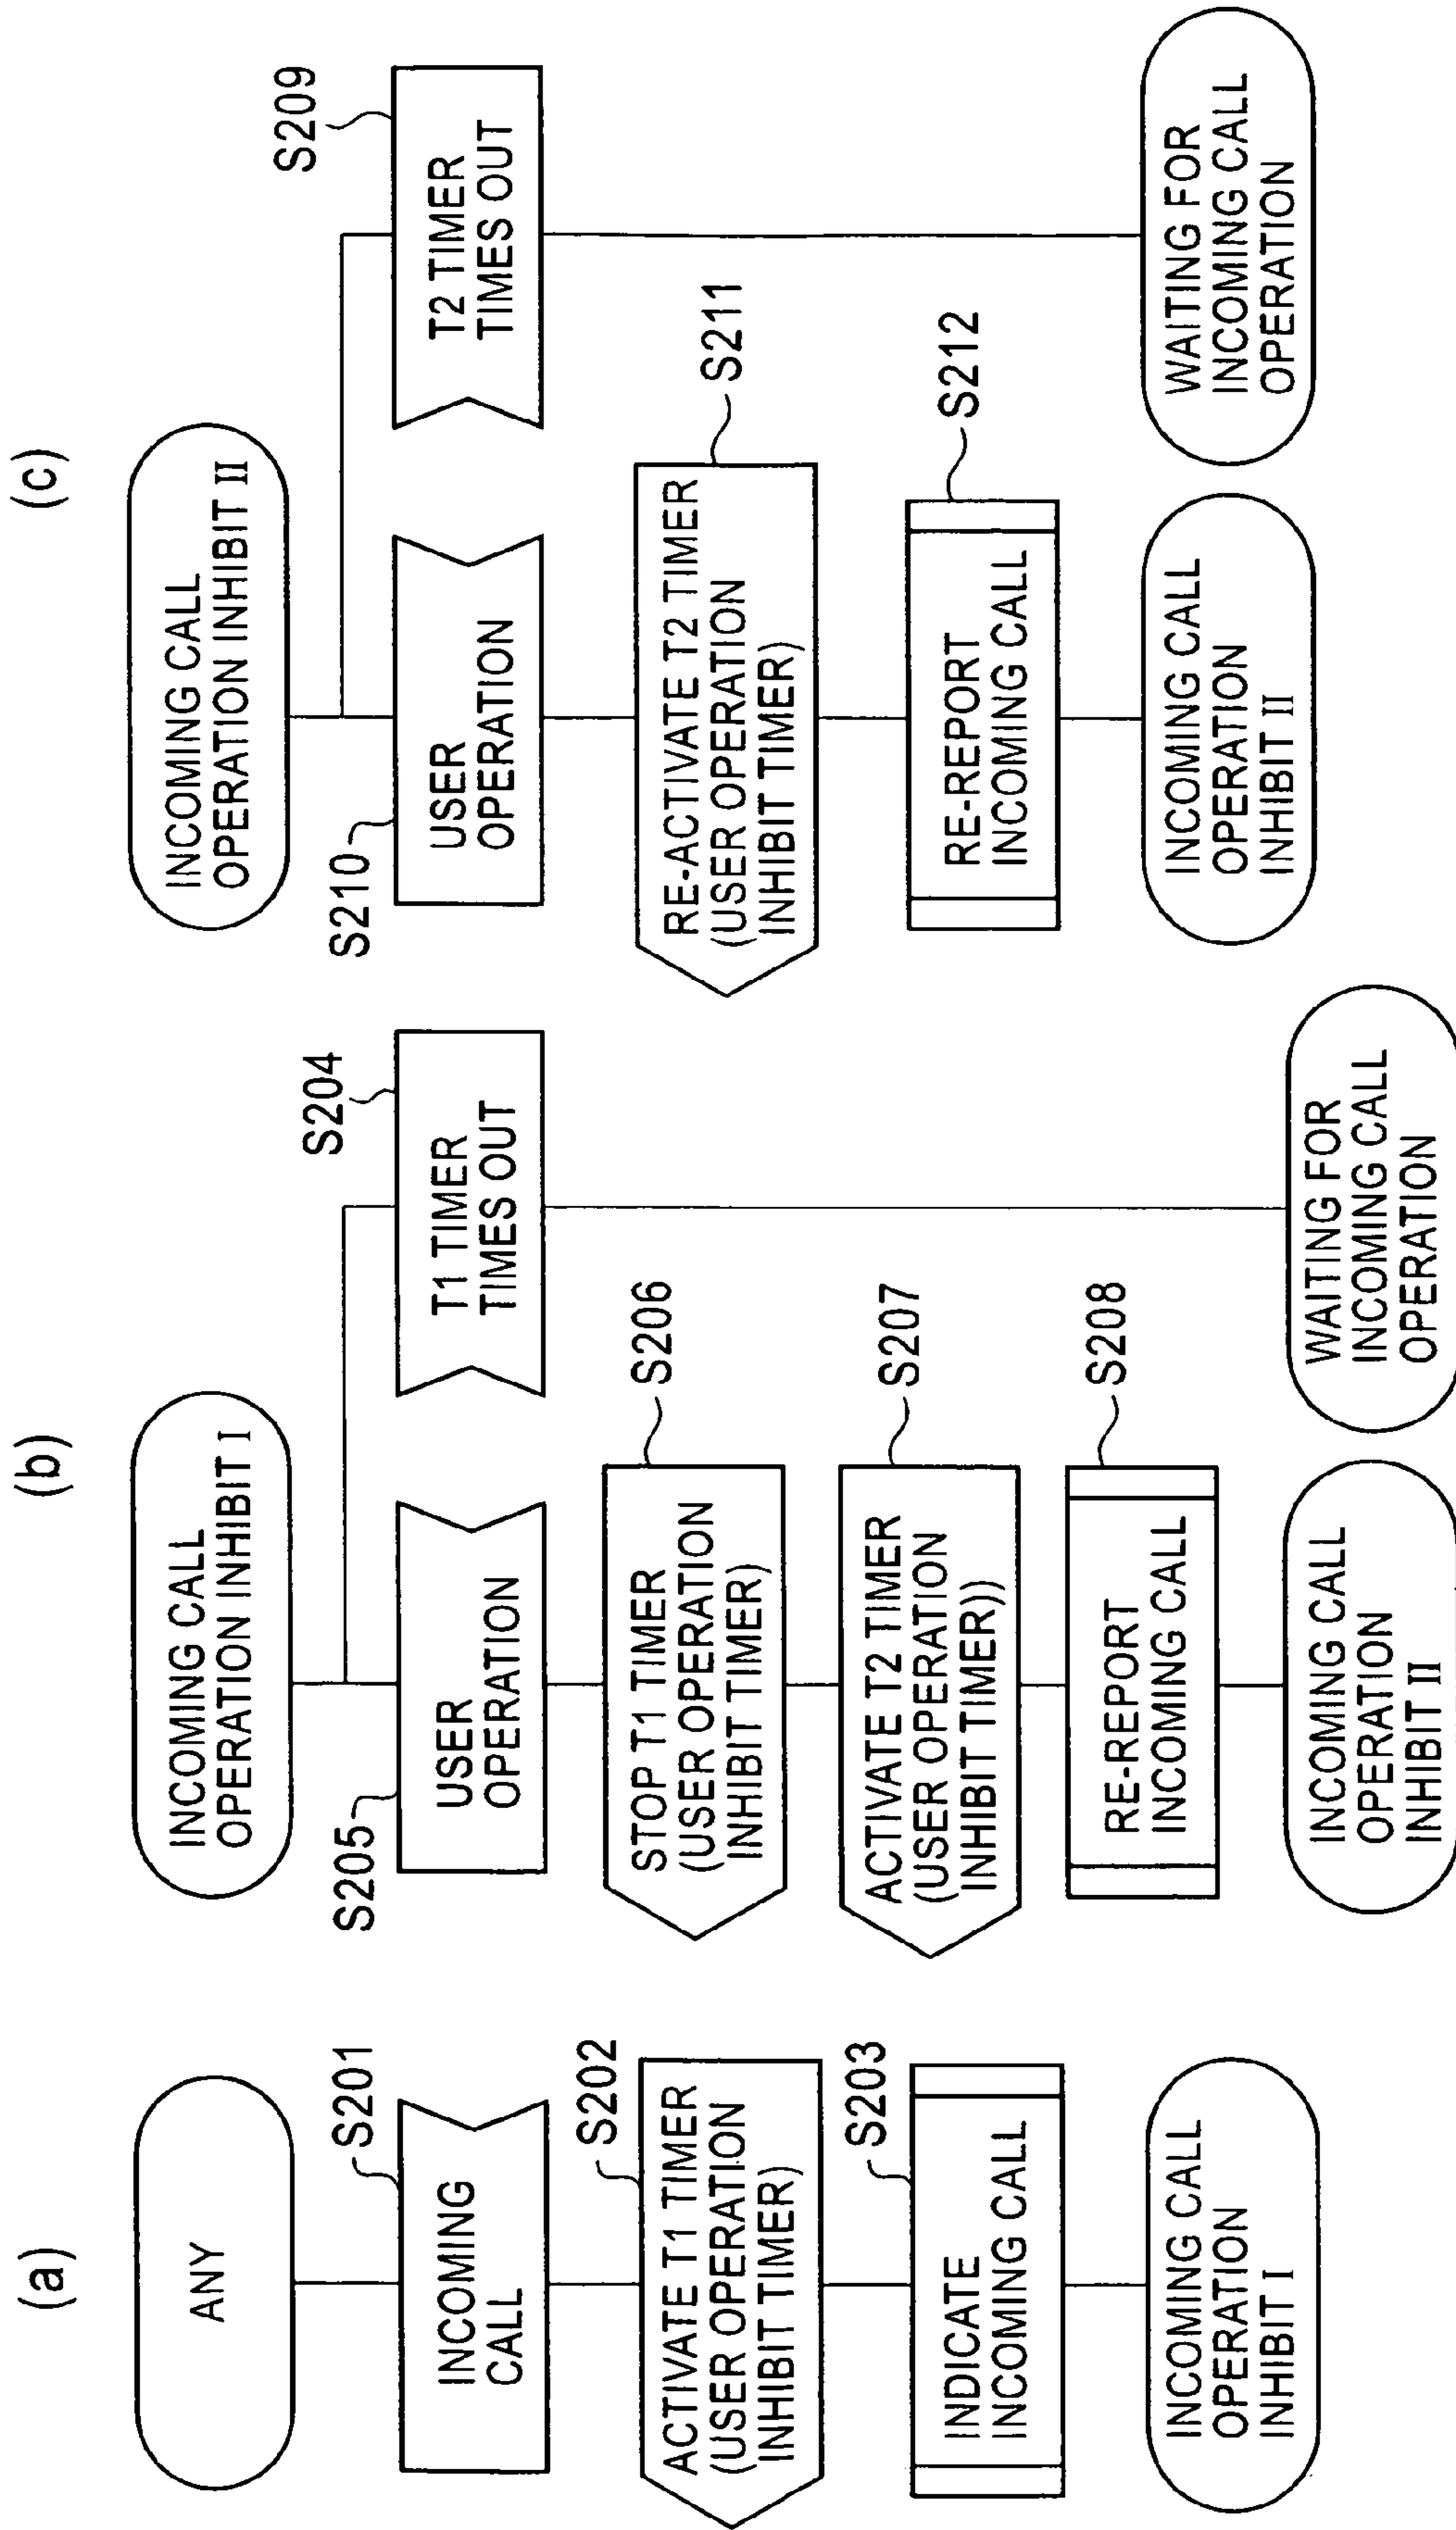 (a)
ANY
S201
INCOMING
CALL
S202
ACTIVATE T1 TIMER
(USER OPERATION
INHIBIT TIMER)
S203
INDICATE
INCOMING CALL
INCOMING CALL
OPERATION
INHIBIT I
(b)
INCOMING CALL
OPERATION INHIBIT I
S205
USER
OPERATION
S204
T1 TIMER
TIMES OUT
S206
STOP T1 TIMER
(USER OPERATION
INHIBIT TIMER)
S207
ACTIVATE T2 TIMER
(USER OPERATION
INHIBIT TIMER))
S208
RE-REPORT
INCOMING CALL
INCOMING CALL
OPERATION
INHIBIT II
WAITING FOR
INCOMING CALL
OPERATION
(c)
INCOMING CALL
OPERATION INHIBIT II
S210
USER
OPERATION
S209
T2 TIMER
TIMES OUT
S211
RE-ACTIVATE T2 TIMER
(USER OPERATION
INHIBIT TIMER)
S212
RE-REPORT
INCOMING CALL
INCOMING CALL
OPERATION
INHIBIT II
WAITING FOR
INCOMING CALL
OPERATION